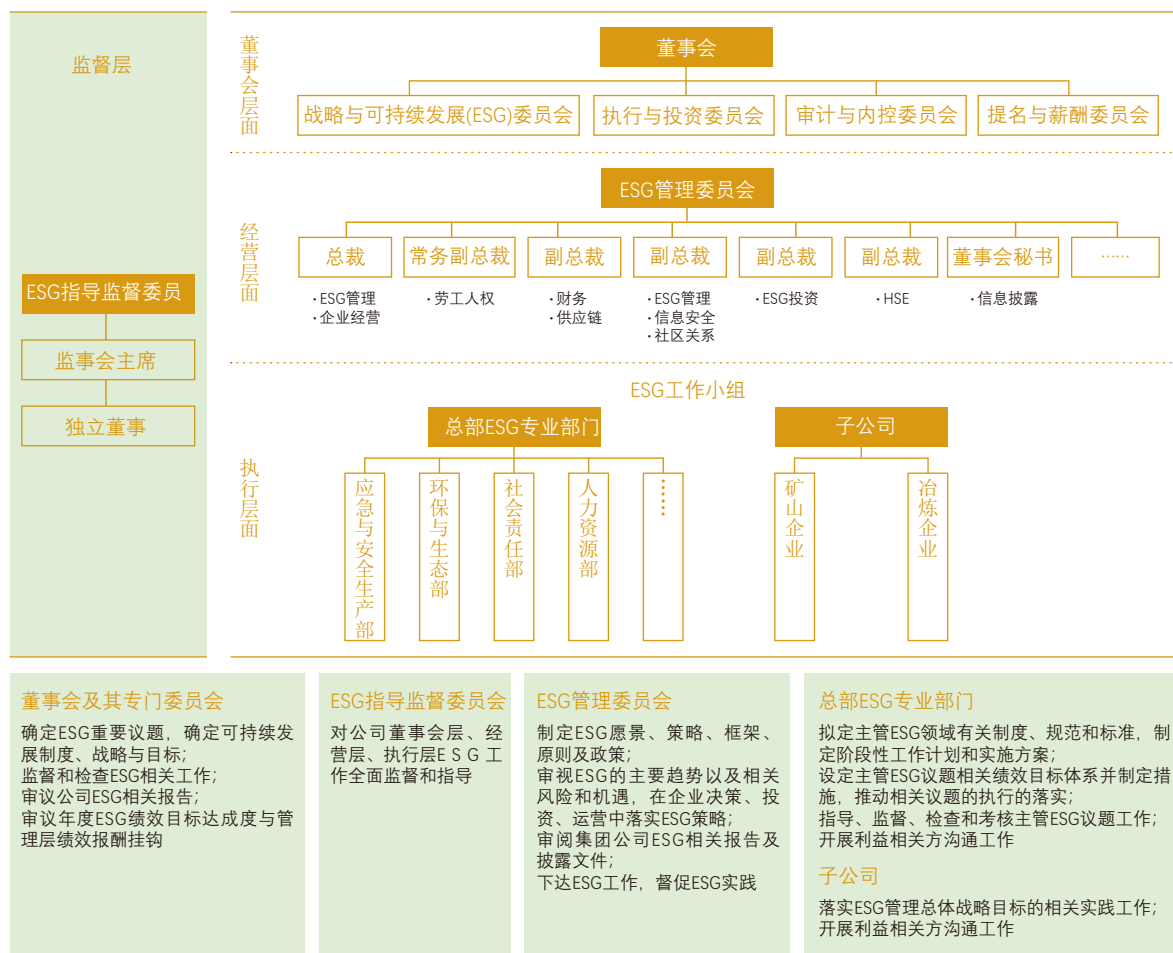 监督层
ESG指导监督委员
监事会主席
独立董事
董事会层面
董事会
战略与可持续发展(ESG)委员会
执行与投资委员会
审计与内控委员会
提名与薪酬委员会
经营层面
ESG管理委员会
总裁
·ESG管理
·企业经营
常务副总裁
·劳工人权
副总裁
·财务
·供应链
副总裁
·ESG管理
·信息安全
·社区关系
副总裁
·ESG投资
副总裁
·HSE
董事会秘书
·信息披露
……
执行层面
ESG工作小组
总部ESG专业部门
应急与安全生产部
环保与生态部
社会责任部
人力资源部
……
子公司
矿山企业
冶炼企业
董事会及其专门委员会
确定ESG重要议题，确定可持续发
展制度、战略与目标；
监督和检查ESG相关工作；
审议公司ESG相关报告；
审议年度ESG绩效目标达成度与管
理层绩效报酬挂钩
ESG指导监督委员会
对公司董事会层、经
营层、执行层E S G 工
作全面监督和指导
ESG管理委员会
制定ESG愿景、策略、框架、
原则及政策；
审视ESG的主要趋势以及相关
风险和机遇，在企业决策、投
资、运营中落实ESG策略；
审阅集团公司ESG相关报告及
披露文件；
下达ESG工作，督促ESG实践
总部ESG专业部门
拟定主管ESG领域有关制度、规范和标准，制
定阶段性工作计划和实施方案；
设定主管ESG议题相关绩效目标体系并制定措
施，推动相关议题的执行的落实；
指导、监督、检查和考核主管ESG议题工作；
开展利益相关方沟通工作
子公司
落实ESG管理总体战略目标的相关实践工作；
开展利益相关方沟通工作